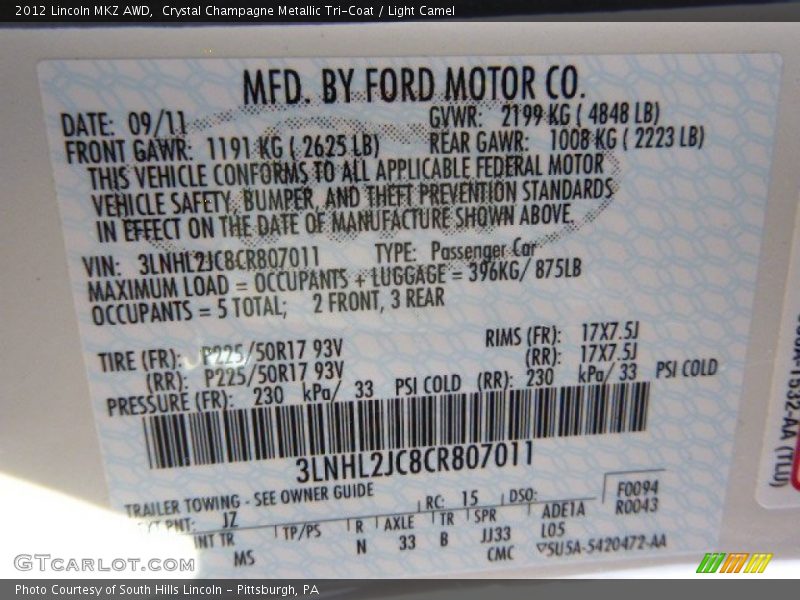 2012 Lincoln MKZ AWD,  Crystal Champagne Metallic Tri-Coat / Light Camel
MFD. BY FORD MOTOR CO.
DATE: 09/11 GVWR: 2199 KG ( 4848 LB)
FRONT GAWR: 1191 KG ( 2625 LB) REAR GAWR: 1008 KG ( 2223 LB)
THIS VEHICLE CONFORMS TO ALL APPLICABLE FEDERAL MOTOR
VEHICLE SAFETY, BUMPER, AND THEFT PREVENTION STANDARDS
IN EFFECT ON THE DATE OF MANUFACTURE SHOWN ABOVE.
VIN: 3LNHL2JC8CR807011 TYPE: Passenger Car
MAXIMUM LOAD = OCCUPANTS + LUGGAGE = 396KG/ 875LB
OCCUPANTS = 5 TOTAL; 2 FRONT, 3 REAR
TIRE (FR): P225/50R17 93V RIMS (FR): 17X7.5J
(RR): P225/50R17 93V (RR): 17X7.5J
PRESSURE (FR): 230 kPa/ 33 PSI COLD (RR): 230 kPa/ 33 PSI COLD
3LNHL2JC8CR807011
TRAILER TOWING - SEE OWNER GUIDE
PNT: JZ RC: 15 DSO: F0094
R0043
INT TR TP/PS R AXLE TR SPR ADE1A
MS N 33 B JJ33 L05
CMC ▽5U5A-5420472-AA
1532-AA (TLU)
GTCarLot.com
Photo Courtesy of South Hills Lincoln - Pittsburgh, PA